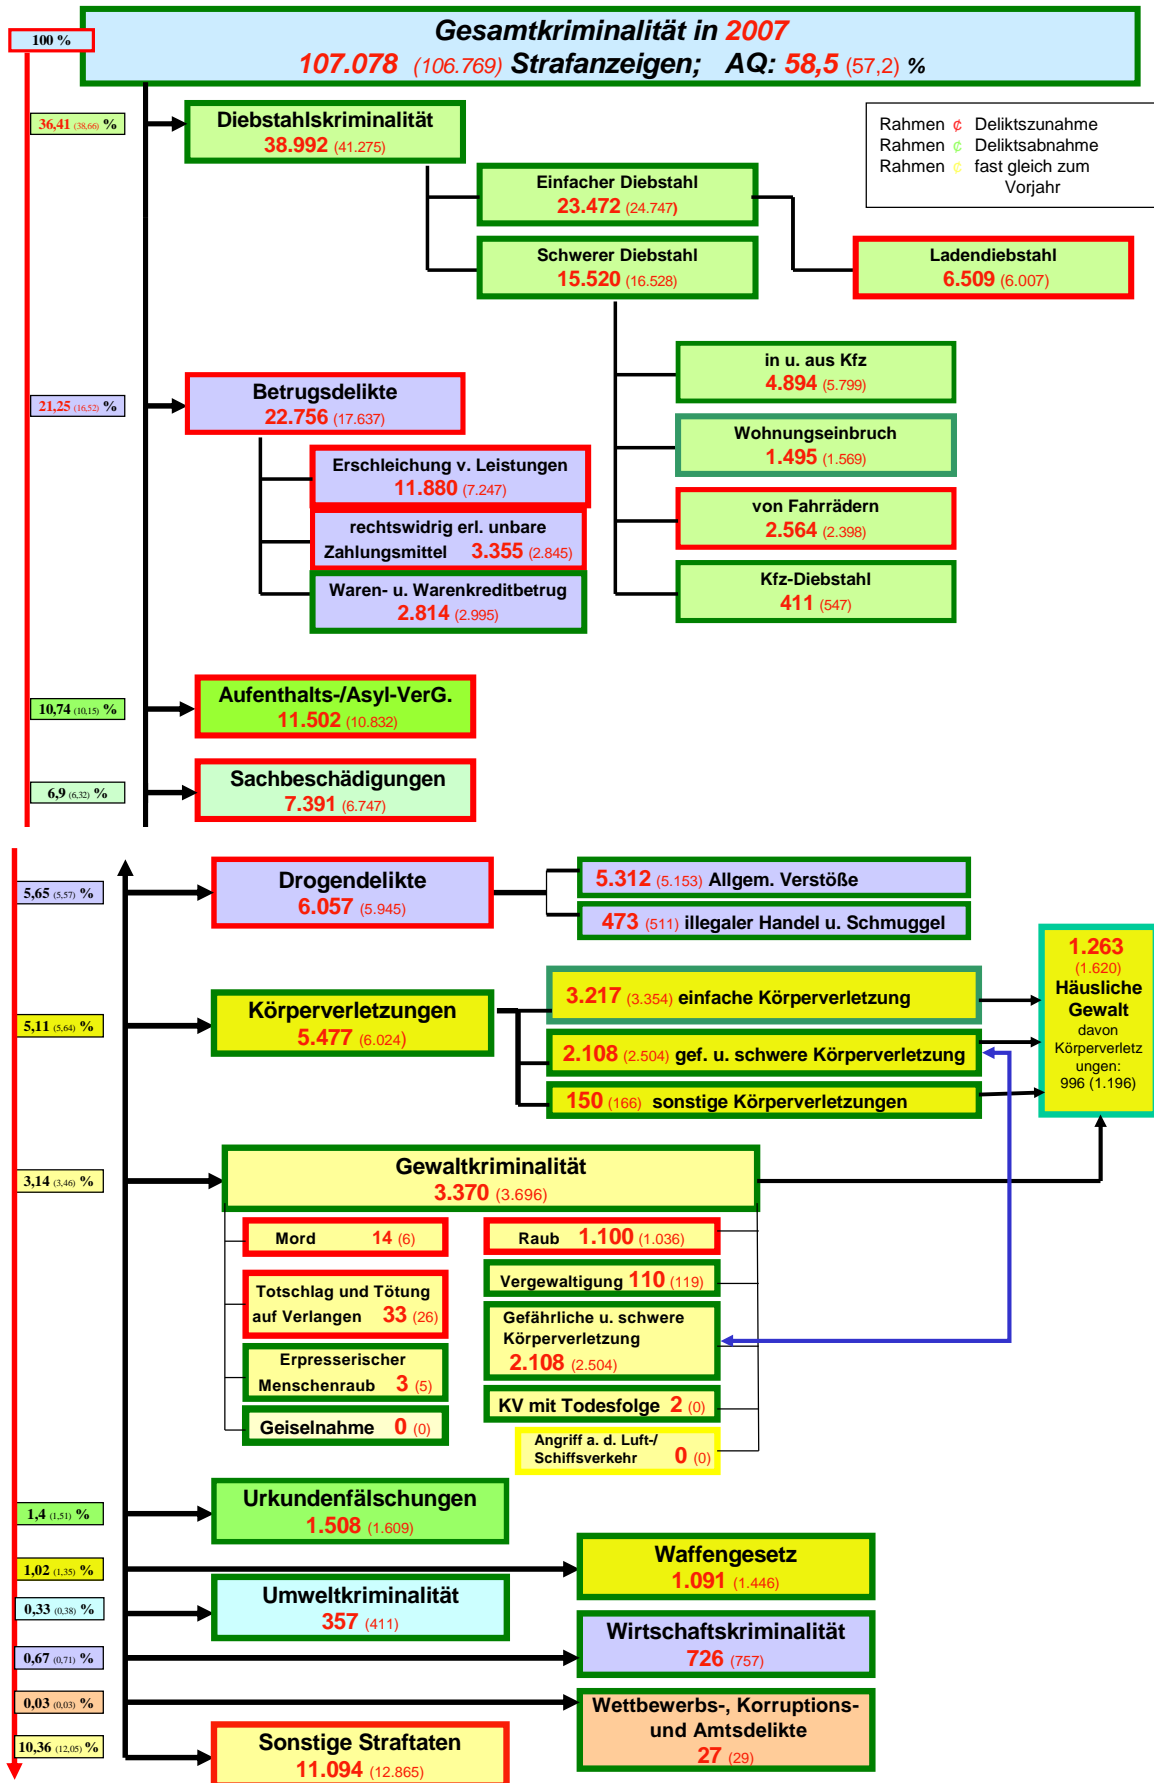 Gesamtkriminalität in 2007
100 %
107.078 (106.769) Strafanzeigen; AQ: 58,5 (57,2) %
36,41 (38,66) %
Diebstahlskriminalität
38.992 (41.275)
Rahmen ¢ Deliktszunahme
Rahmen ¢ Deliktsabnahme
Rahmen ¢ fast gleich zum
Vorjahr
Einfacher Diebstahl
23.472 (24.747)
Schwerer Diebstahl
15.520 (16.528)
Ladendiebstahl
6.509 (6.007)
in u. aus Kfz
4.894 (5.799)
21,25 (16,52) %
Betrugsdelikte
22.756 (17.637)
Wohnungseinbruch
1.495 (1.569)
Erschleichung v. Leistungen
11.880 (7.247)
von Fahrrädern
2.564 (2.398)
rechtswidrig erl. unbare
Zahlungsmittel 3.355 (2.845)
Kfz-Diebstahl
411 (547)
Waren- u. Warenkreditbetrug
2.814 (2.995)
10,74 (10,15) %
Aufenthalts-/Asyl-VerG.
11.502 (10.832)
6,9 (6,32) %
Sachbeschädigungen
7.391 (6.747)
5,65 (5,57) %
Drogendelikte
6.057 (5.945)
5.312 (5.153) Allgem. Verstöße
473 (511) illegaler Handel u. Schmuggel
5,11 (5,64) %
Körperverletzungen
5.477 (6.024)
3.217 (3.354) einfache Körperverletzung
2.108 (2.504) gef. u. schwere Körperverletzung
150 (166) sonstige Körperverletzungen
1.263
(1.620)
Häusliche
Gewalt
davon
Körperverletz
ungen:
996 (1.196)
3,14 (3,46) %
Gewaltkriminalität
3.370 (3.696)
Mord 14 (6)
Raub 1.100 (1.036)
Totschlag und Tötung
auf Verlangen 33 (26)
Vergewaltigung 110 (119)
Gefährliche u. schwere
Körperverletzung
2.108 (2.504)
Erpresserischer
Menschenraub 3 (5)
KV mit Todesfolge 2 (0)
Geiselnahme 0 (0)
Angriff a. d. Luft-/
Schiffsverkehr 0 (0)
1,4 (1,51) %
Urkundenfälschungen
1.508 (1.609)
1,02 (1,35) %
Waffengesetz
1.091 (1.446)
0,33 (0,38) %
Umweltkriminalität
357 (411)
0,67 (0,71) %
Wirtschaftskriminalität
726 (757)
0,03 (0,03) %
Wettbewerbs-, Korruptions-
und Amtsdelikte
27 (29)
10,36 (12,05) %
Sonstige Straftaten
11.094 (12.865)